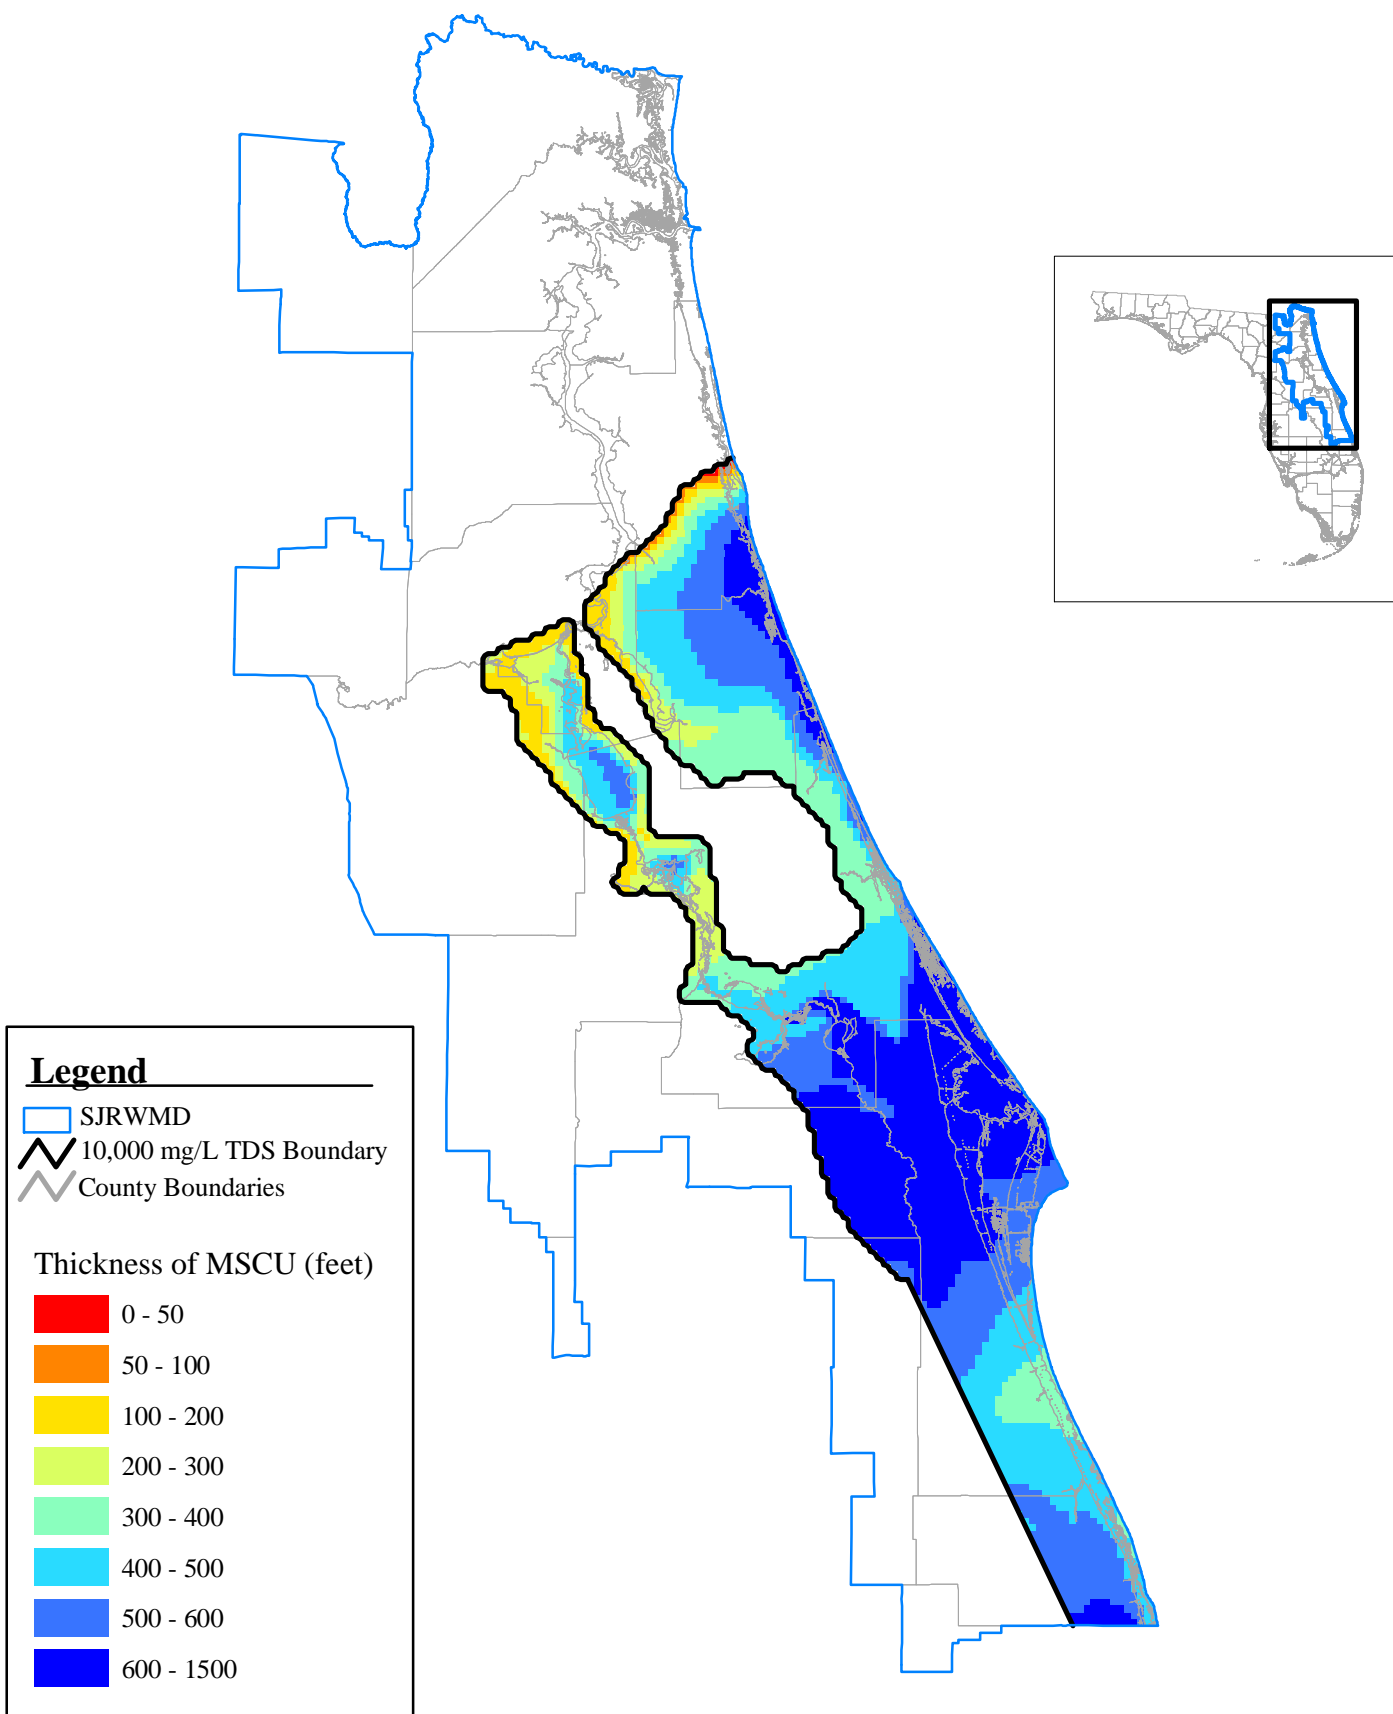 Legend
SJRWMD
10,000 mg/L TDS Boundary
County Boundaries
Thickness of MSCU (feet)
0 - 50
50 - 100
100 - 200
200 - 300
300 - 400
400 - 500
500 - 600
600 - 1500